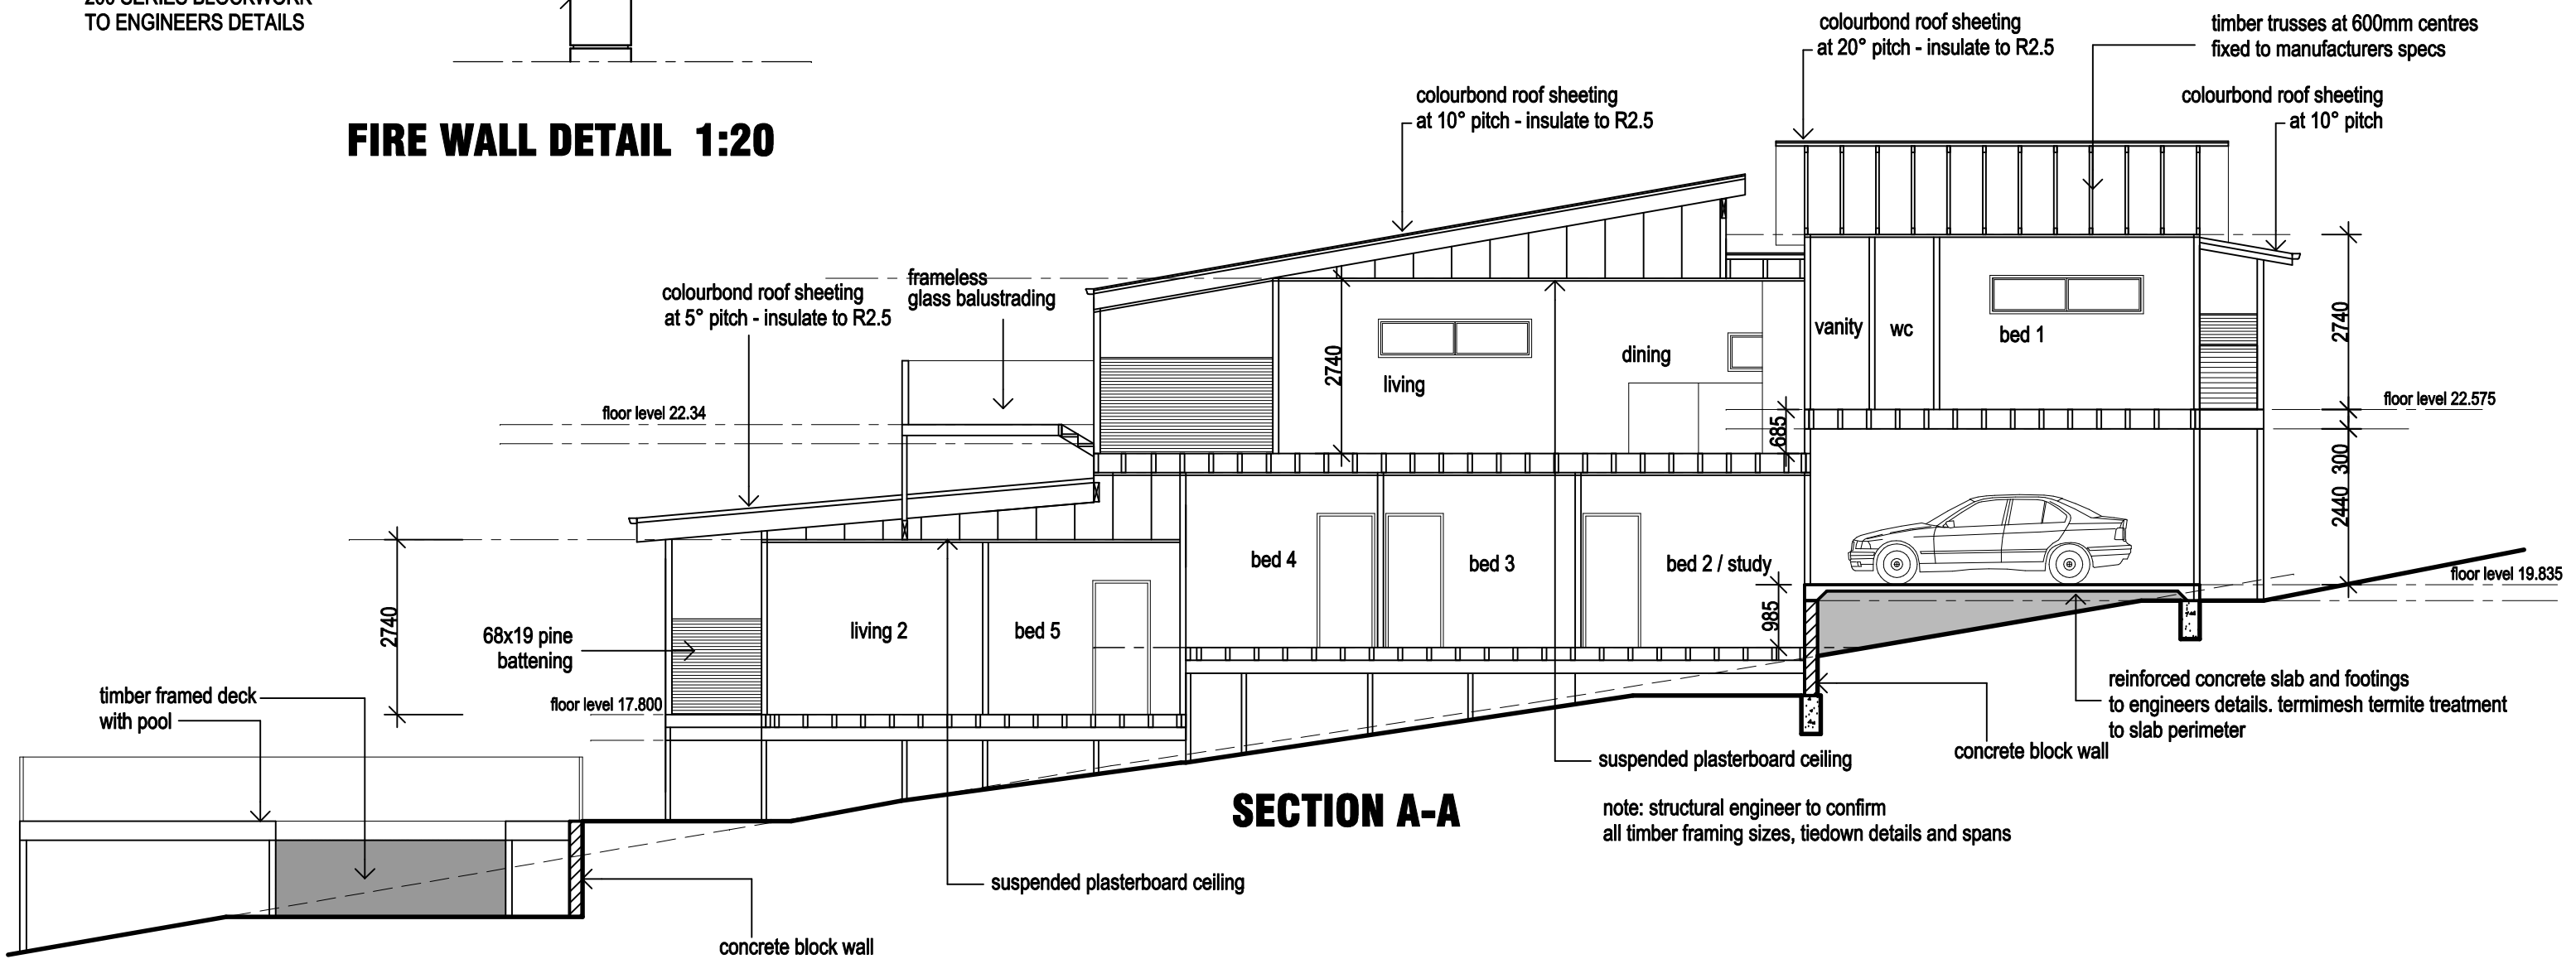 TO ENGINEERS DETAILS
FIRE WALL DETAIL 1:20
colourbond roof sheeting
at 20° pitch - insulate to R2.5
timber trusses at 600mm centres
fixed to manufacturers specs
colourbond roof sheeting
at 10° pitch - insulate to R2.5
colourbond roof sheeting
at 10° pitch
frameless
glass balustrading
colourbond roof sheeting
at 5° pitch - insulate to R2.5
vanity
wc
bed 1
2740
2740
living
dining
floor level 22.34
floor level 22.575
685
300
2440
bed 4
bed 3
bed 2 / study
floor level 19.835
985
2740
68x19 pine
battening
living 2
bed 5
timber framed deck
with pool
floor level 17.800
reinforced concrete slab and footings
to engineers details. termimesh termite treatment
to slab perimeter
concrete block wall
suspended plasterboard ceiling
SECTION A-A
note: structural engineer to confirm
all timber framing sizes, tiedown details and spans
suspended plasterboard ceiling
concrete block wall